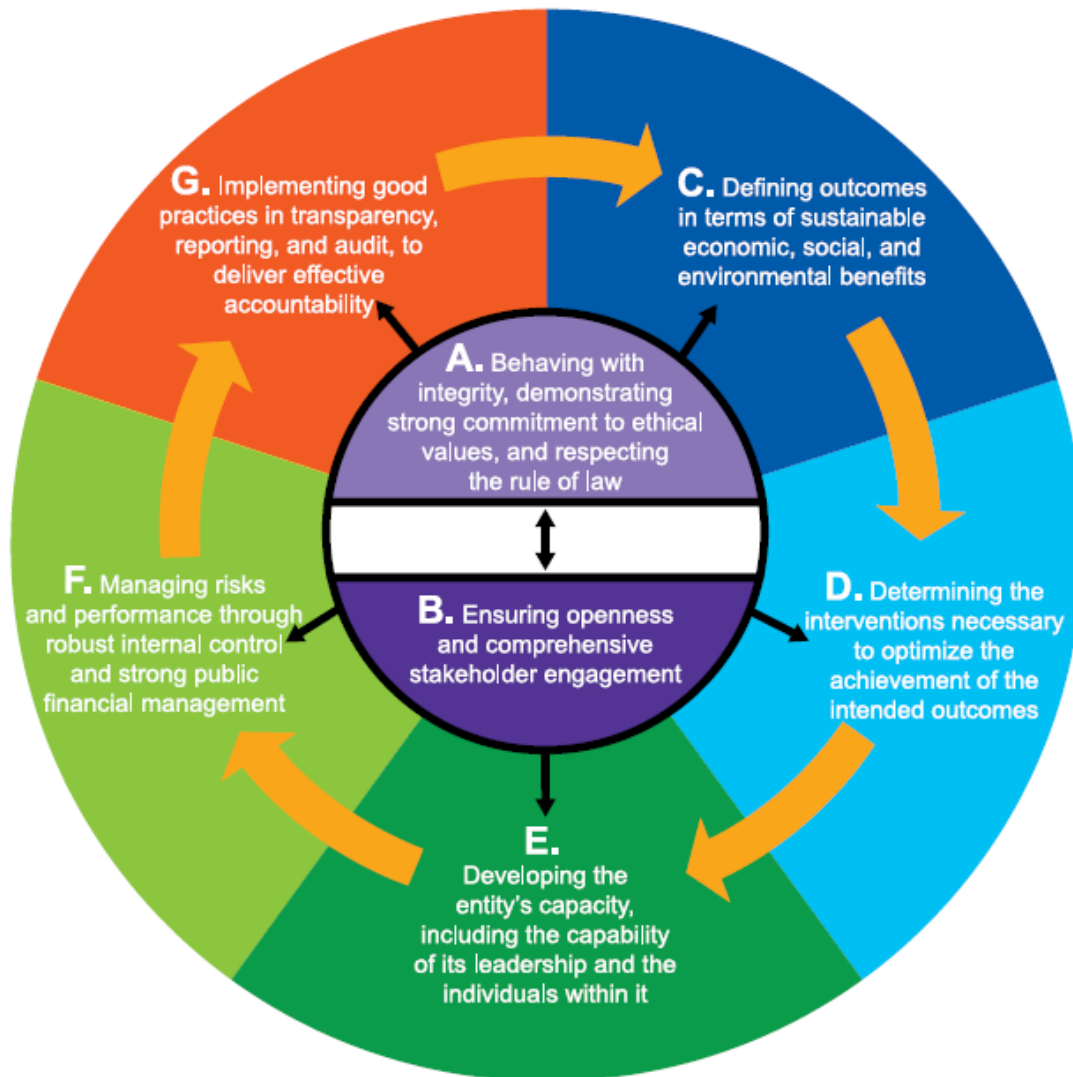 A. Behaving with
integrity, demonstrating
strong commitment to ethical
values, and respecting
the rule of law
B. Ensuring openness
and comprehensive
stakeholder engagement
C. Defining outcomes
in terms of sustainable
economic, social, and
environmental benefits
D. Determining the
interventions necessary
to optimize the
achievement of the
intended outcomes
E.
Developing the
entity's capacity,
including the capability
of its leadership and the
individuals within it
F. Managing risks
and performance through
robust internal control
and strong public
financial management
G. Implementing good
practices in transparency,
reporting, and audit, to
deliver effective
accountability